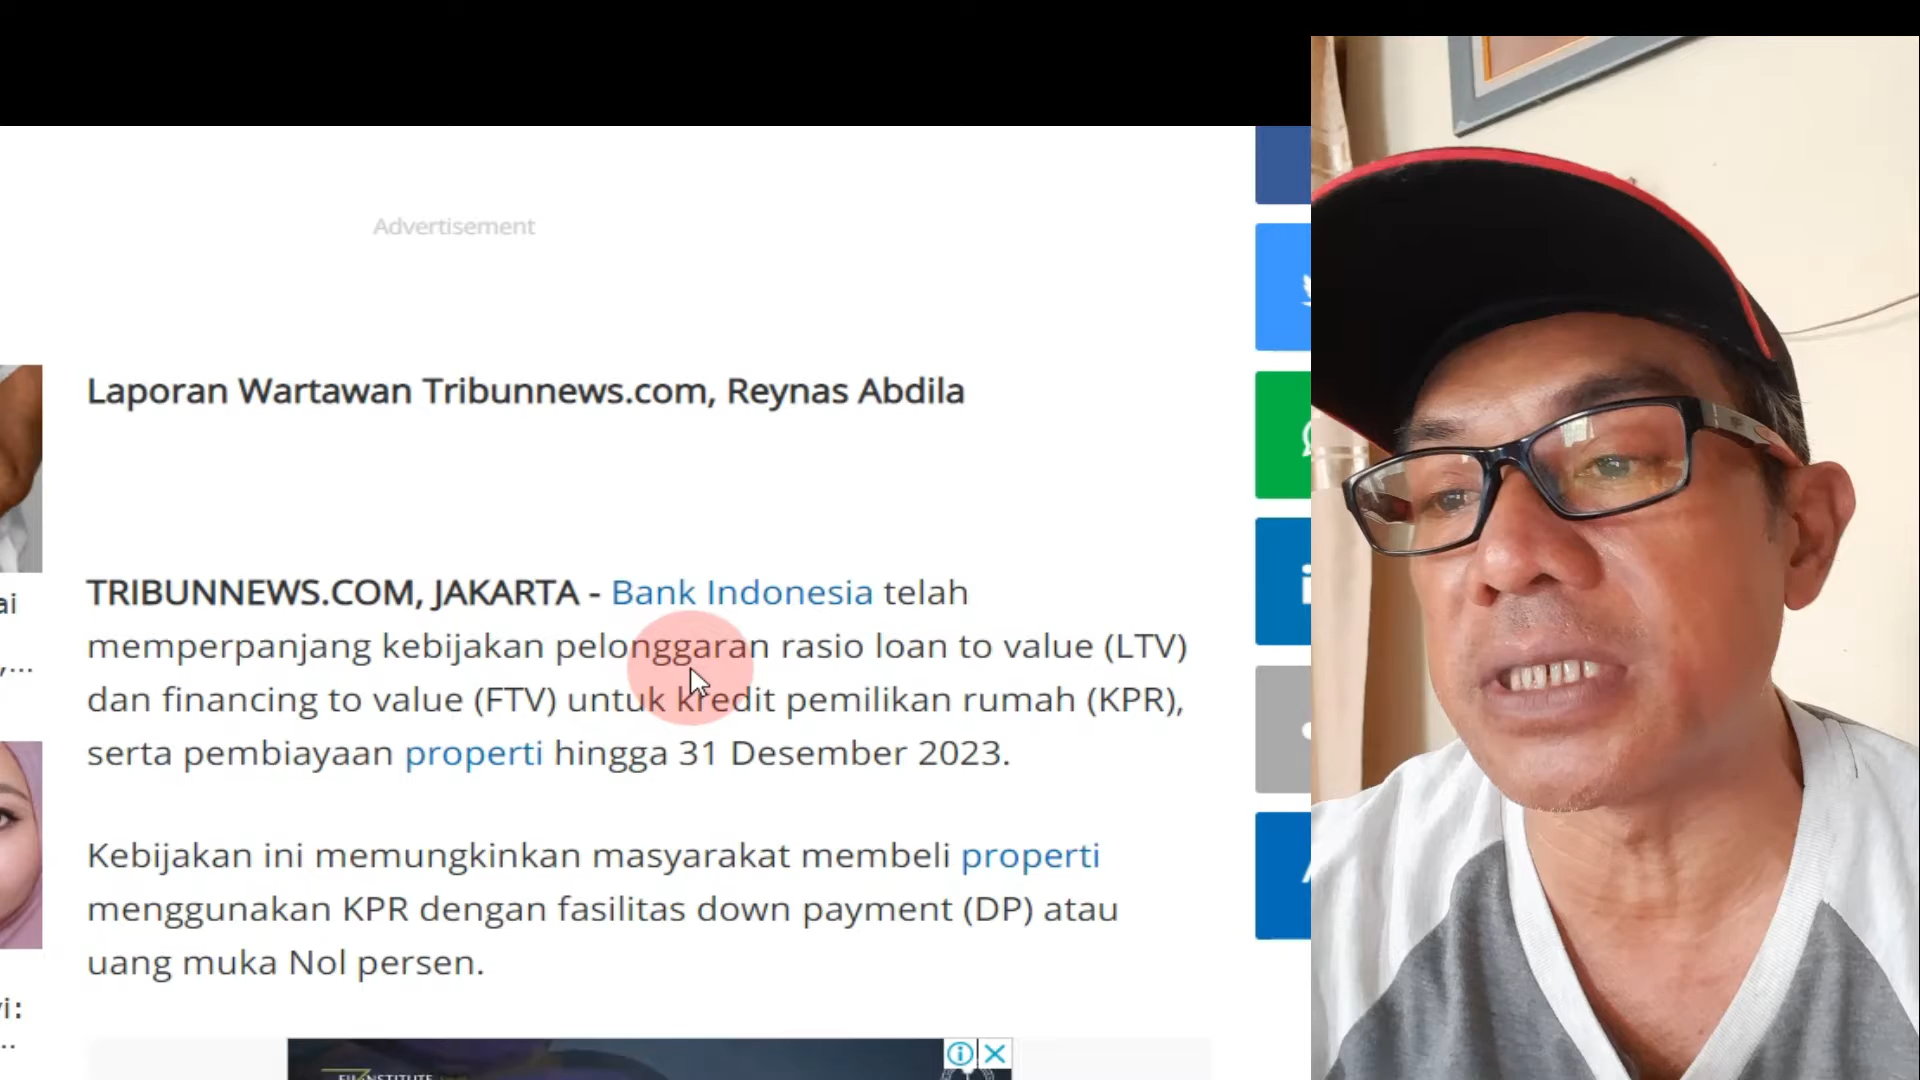 Advertisement
Laporan Wartawan Tribunnews.com, Reynas Abdila
TRIBUNNEWS.COM, JAKARTA - Bank Indonesia telah
memperpanjang kebijakan pelonggaran rasio loan to value (LTV)
dan financing to value (FTV) untuk kredit pemilikan rumah (KPR),
serta pembiayaan properti hingga 31 Desember 2023.
Kebijakan ini memungkinkan masyarakat membeli properti
menggunakan KPR dengan fasilitas down payment (DP) atau
uang muka Nol persen.